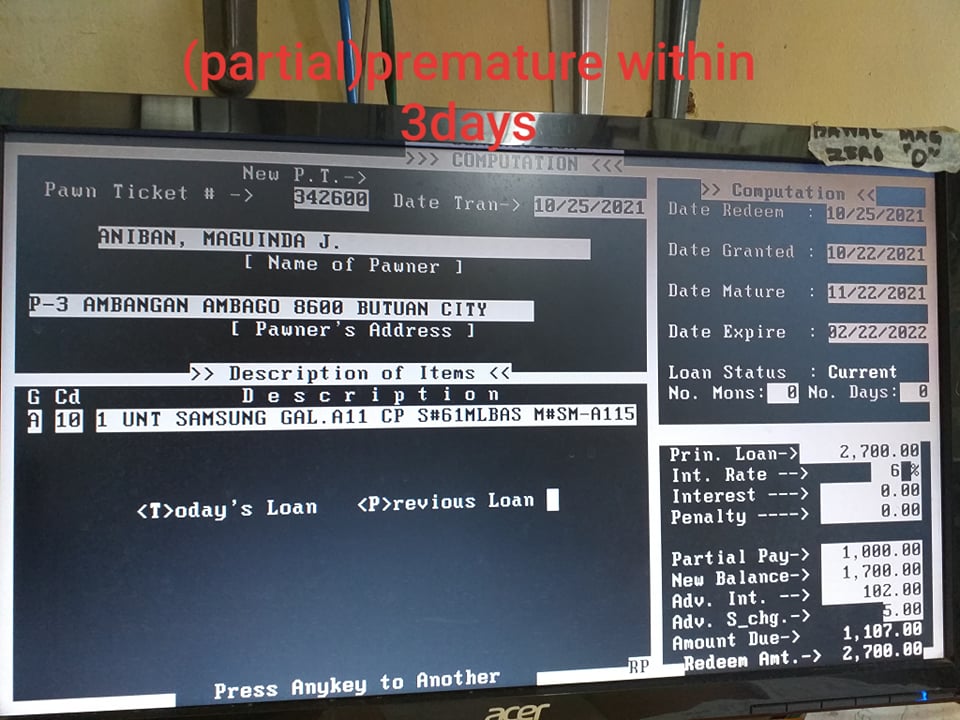 (partial)premature within
3days
>>> COMPUTATION <<<
New P.T.->
Pawn Ticket # -> 342600 Date Tran-> 10/25/2021
ANIBAN, MAGUINDA J.
[ Name of Pawner ]
P-3 AMBANGAN AMBAGO 8600 BUTUAN CITY
[ Pawner's Address ]
>> Description of Items <<
G Cd D e s c r i p t i o n
A 10 1 UNT SAMSUNG GAL.A11 CP S#61MLBAS M#SM-A115
<T>oday's Loan <P>revious Loan
RP
Press Anykey to Another
MAG
ZERO "0"
>> Computation <<
Date Redeem : 10/25/2021
Date Granted : 10/22/2021
Date Mature : 11/22/2021
Date Expire : 02/22/2022
Loan Status : Current
No. Mons: 0 No. Days: 0
Prin. Loan-> 2,700.00
Int. Rate --> 6 %
Interest ---> 0.00
Penalty ----> 0.00
Partial Pay-> 1,000.00
New Balance-> 1,700.00
Adv. Int. --> 102.00
Adv. S_chg.-> 5.00
Amount Due-> 1,107.00
Redeem Amt.-> 2,700.00
acer